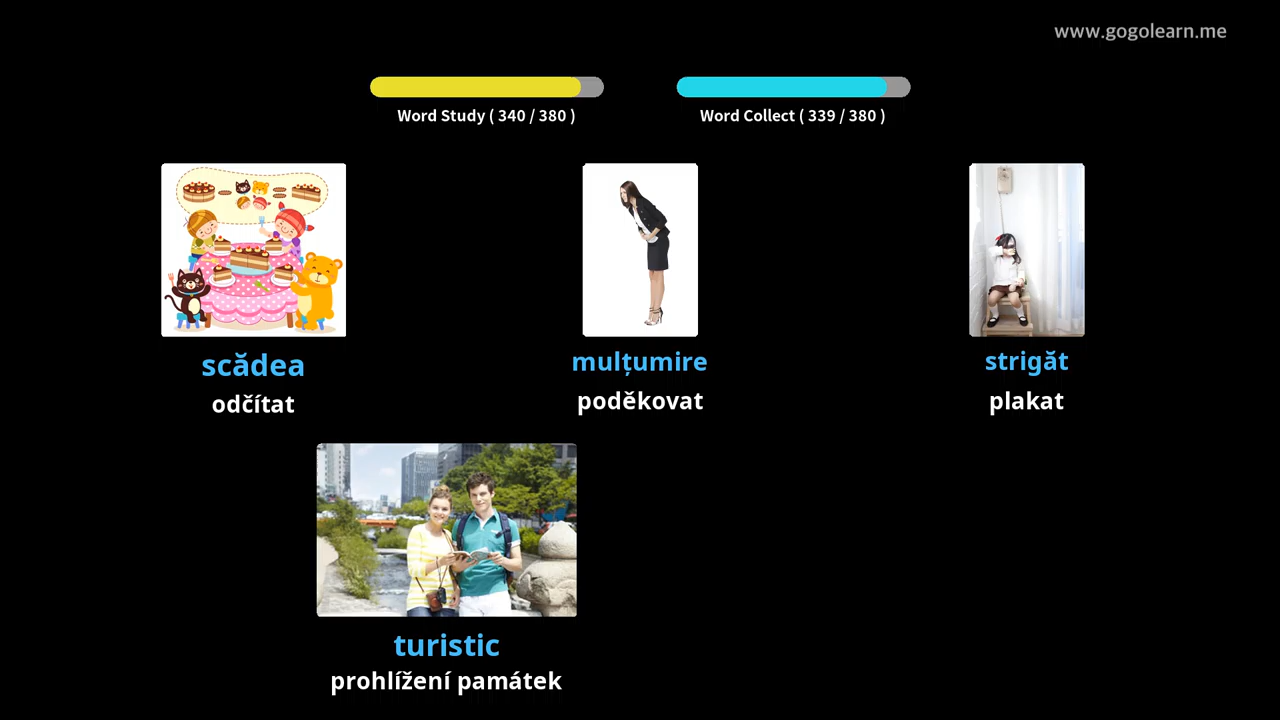 www.gogolearn.me
Word Study ( 340 / 380 )
Word Collect ( 339 / 380 )
scădea
mulțumire
strigăt
odčítat
poděkovat
plakat
turistic
prohlížení památek